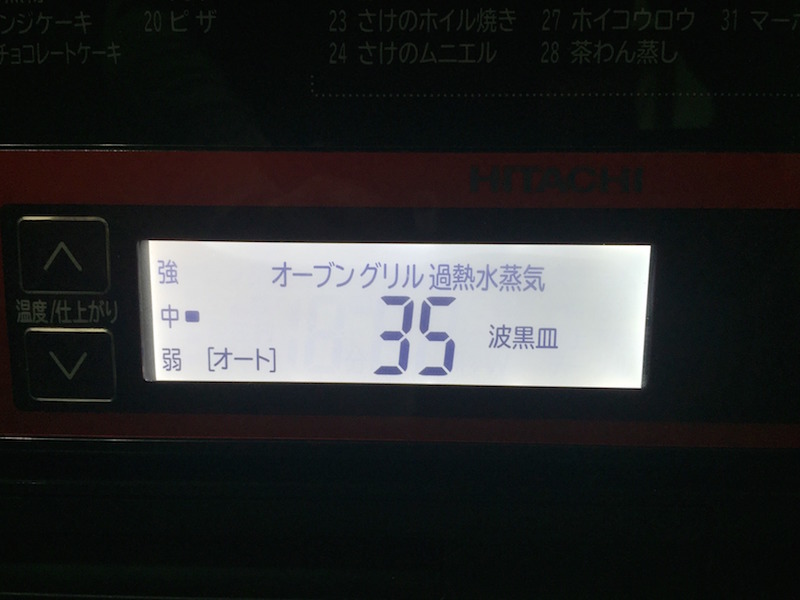 ンジケーキ 20 ピザ 23 さけのホイル焼き 27 ホイコウロウ 31 マーボ
チョコレートケーキ 24 さけのムニエル 28 茶わん蒸し
HITACHI
強 オーブン グリル 過熱水蒸気
温度/仕上がり
中 35 波黒皿
弱 [オート]